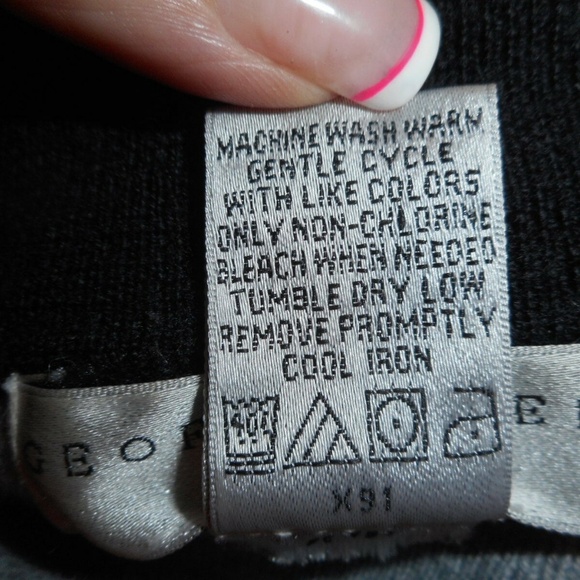 MACHINE WASH WARM
GENTLE CYCLE
WITH LIKE COLORS
ONLY NON-CHLORINE
BLEACH WHEN NEEDED
TUMBLE DRY LOW
REMOVE PROMPTLY
COOL IRON
X91
GEO
E